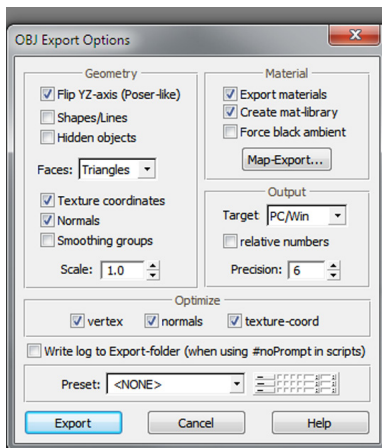 OBJ Export Options
Geometry
Flip YZ-axis (Poser-like)
Shapes/Lines
Hidden objects
Faces: Triangles
Texture coordinates
Normals
Smoothing groups
Scale: 1.0
Material
Export materials
Create mat-library
Force black ambient
Map-Export...
Output
Target PC/Win
relative numbers
Precision: 6
Optimize
vertex normals texture-coord
Write log to Export-folder (when using #noPrompt in scripts)
Preset: <NONE>
Export Cancel Help